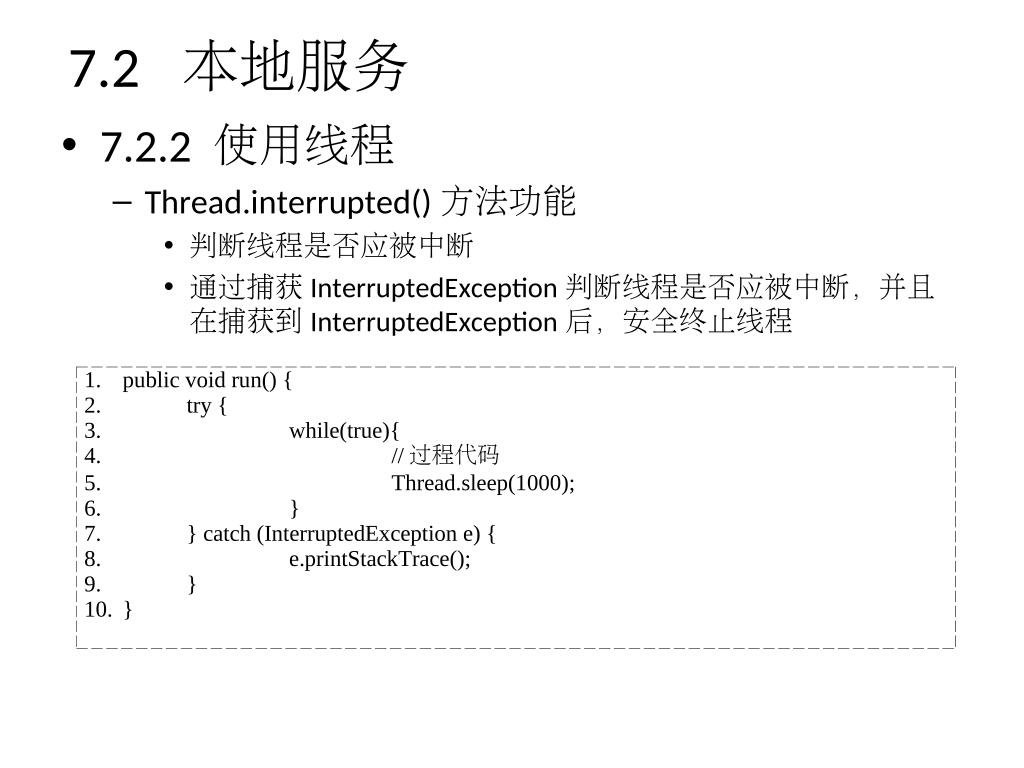 7.2 本地服务
• 7.2.2 使用线程
– Thread.interrupted() 方法功能
• 判断线程是否应被中断
• 通过捕获 InterruptedException 判断线程是否应被中断，并且
在捕获到 InterruptedException 后，安全终止线程
1. public void run() {
2. try {
3. while(true){
4. // 过程代码
5. Thread.sleep(1000);
6. }
7. } catch (InterruptedException e) {
8. e.printStackTrace();
9. }
10. }